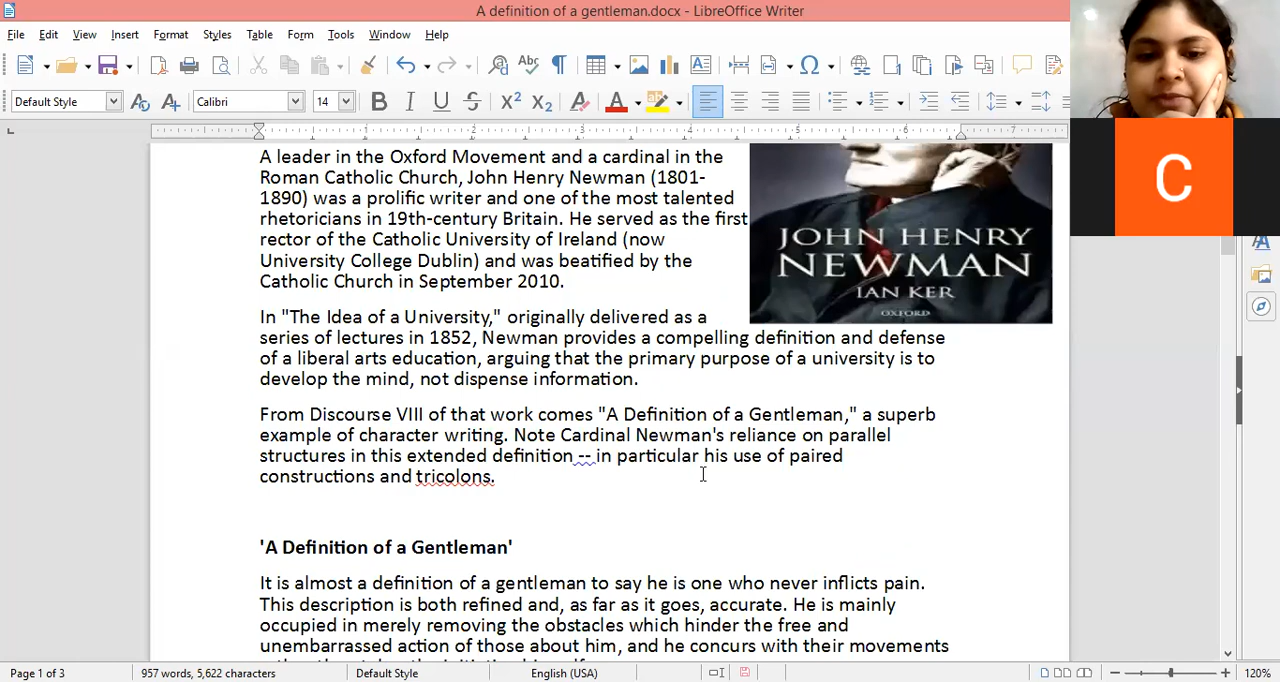 A definition of a gentleman.docx - LibreOffice Writer
File Edit View Insert Format Styles Table Form Tools Window Help
Default Style Calibri 14
A leader in the Oxford Movement and a cardinal in the
Roman Catholic Church, John Henry Newman (1801-
1890) was a prolific writer and one of the most talented
rhetoricians in 19th-century Britain. He served as the first
rector of the Catholic University of Ireland (now
University College Dublin) and was beatified by the
Catholic Church in September 2010.
JOHN HENRY
NEWMAN
IAN KER
OXFORD
In "The Idea of a University," originally delivered as a
series of lectures in 1852, Newman provides a compelling definition and defense
of a liberal arts education, arguing that the primary purpose of a university is to
develop the mind, not dispense information.
From Discourse VIII of that work comes "A Definition of a Gentleman," a superb
example of character writing. Note Cardinal Newman's reliance on parallel
structures in this extended definition -- in particular his use of paired
constructions and tricolons.
'A Definition of a Gentleman'
It is almost a definition of a gentleman to say he is one who never inflicts pain.
This description is both refined and, as far as it goes, accurate. He is mainly
occupied in merely removing the obstacles which hinder the free and
unembarrassed action of those about him, and he concurs with their movements
Page 1 of 3 957 words, 5,622 characters Default Style English (USA) 120%
C